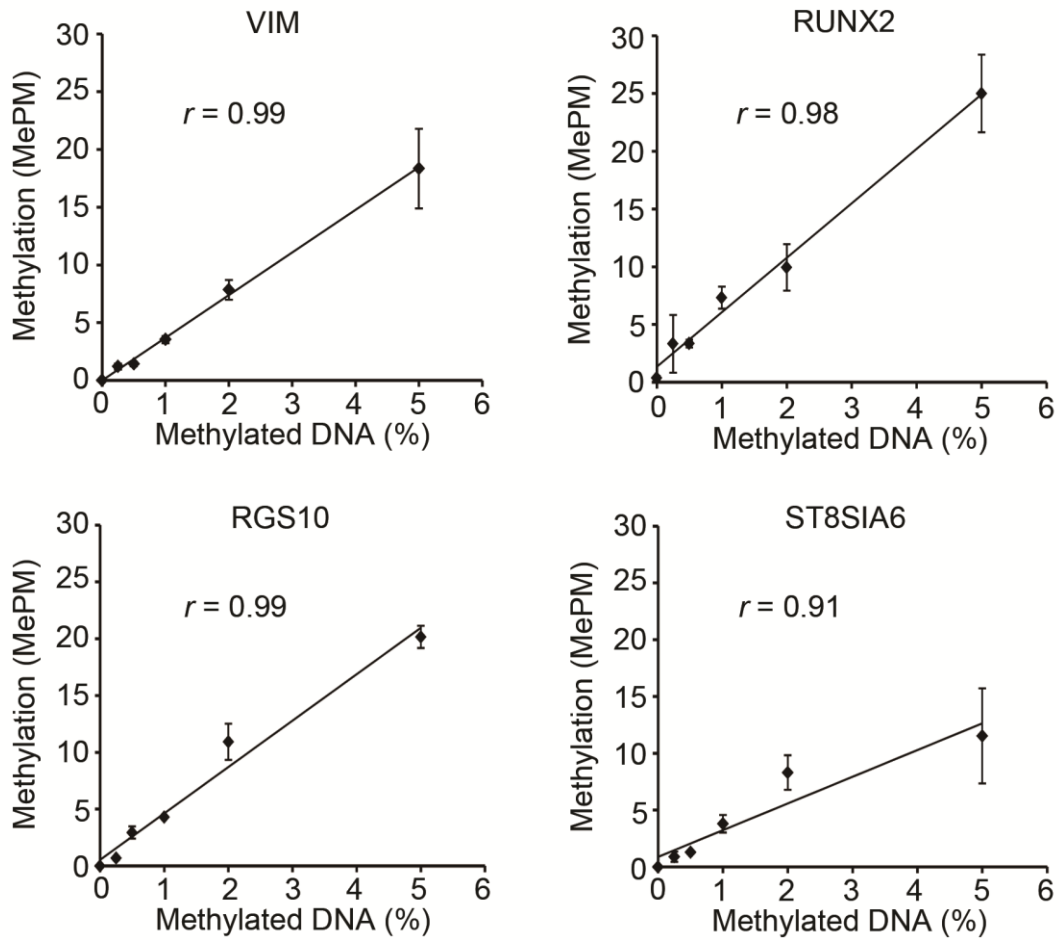 VIM
30
25
20
15
10
5
0
Methylation (MePM)
r = 0.99
0 1 2 3 4 5 6
Methylated DNA (%)
RUNX2
30
25
20
15
10
5
0
Methylation (MePM)
r = 0.98
0 1 2 3 4 5 6
Methylated DNA (%)
RGS10
30
25
20
15
10
5
0
Methylation (MePM)
r = 0.99
0 1 2 3 4 5 6
Methylated DNA (%)
ST8SIA6
30
25
20
15
10
5
0
Methylation (MePM)
r = 0.91
0 1 2 3 4 5 6
Methylated DNA (%)